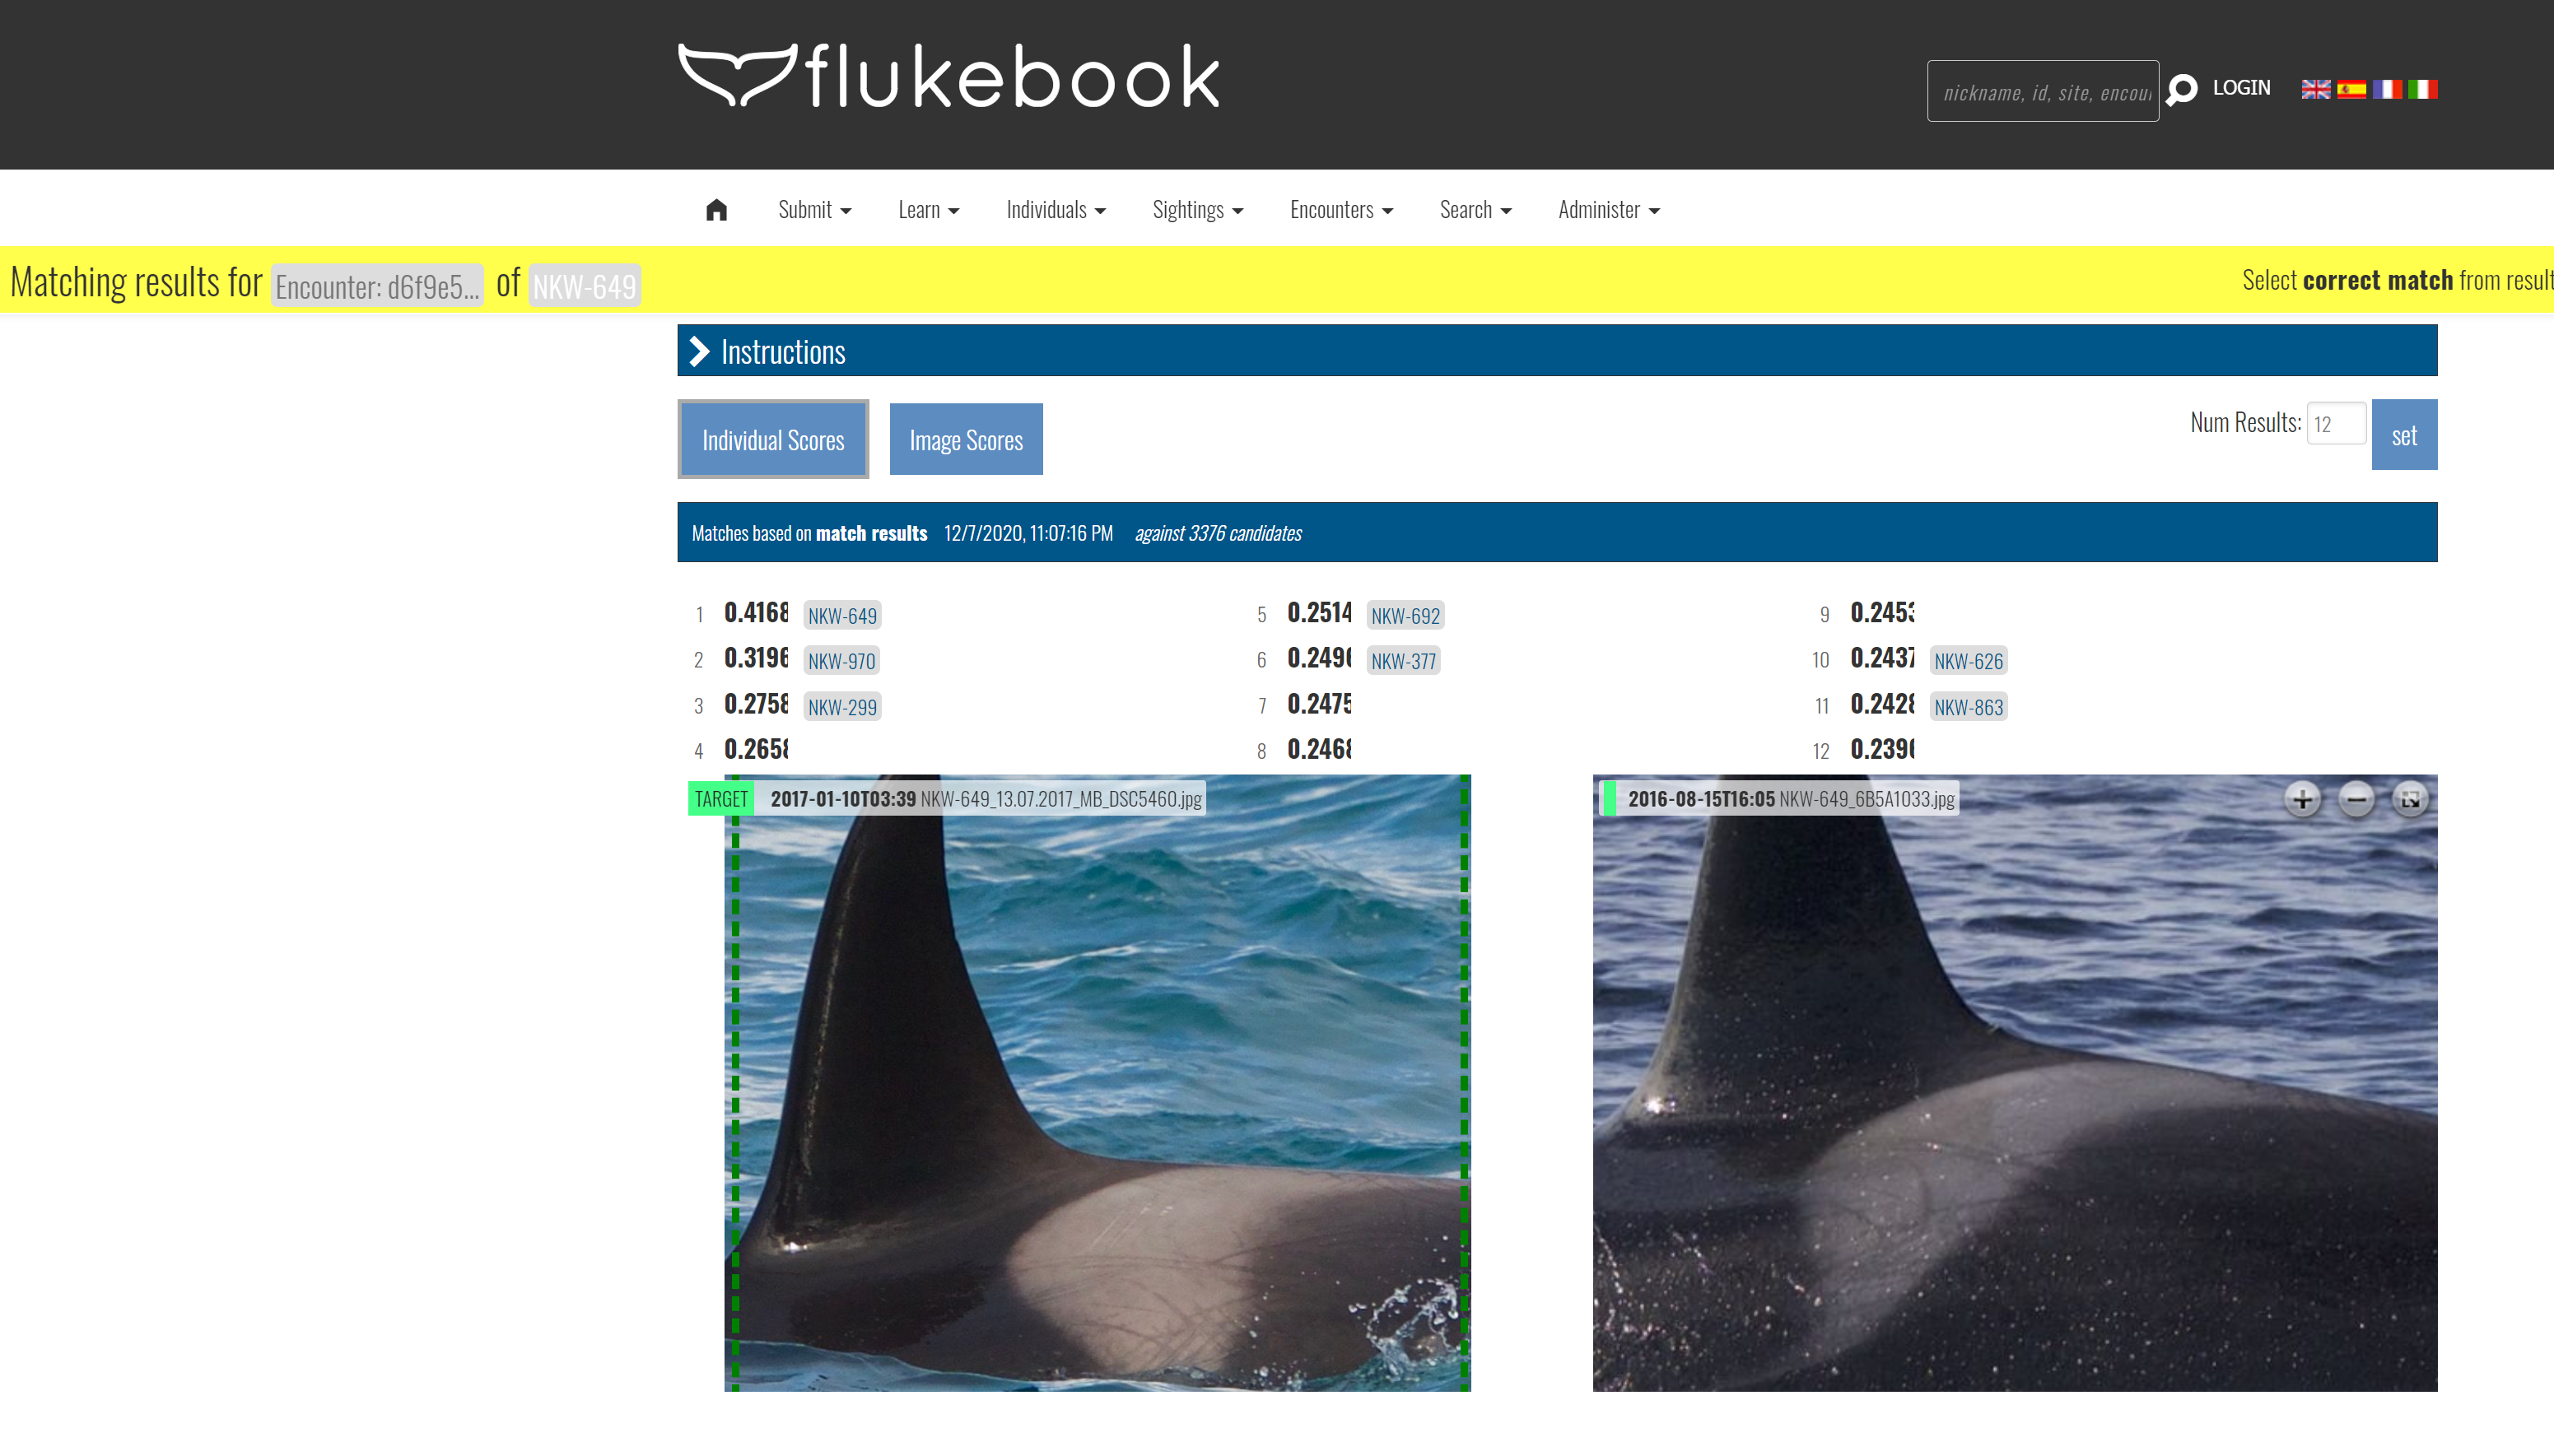 flukebook
nickname, id, site, encou
LOGIN
Submit Learn Individuals Sightings Encounters Search Administer
Matching results for Encounter: d6f9e5... of NKW-649
Select correct match from result
Instructions
Individual Scores Image Scores
Num Results: 12 set
Matches based on match results 12/7/2020, 11:07:16 PM against 3376 candidates
1 0.4168 NKW-649
2 0.3196 NKW-970
3 0.2758 NKW-299
4 0.2658
5 0.2514 NKW-692
6 0.2496 NKW-377
7 0.2475
8 0.2468
9 0.2453
10 0.2437 NKW-626
11 0.2428 NKW-863
12 0.2396
TARGET 2017-01-10T03:39 NKW-649_13.07.2017_MB_DSC5460.jpg
2016-08-15T16:05 NKW-649_6B5A1033.jpg